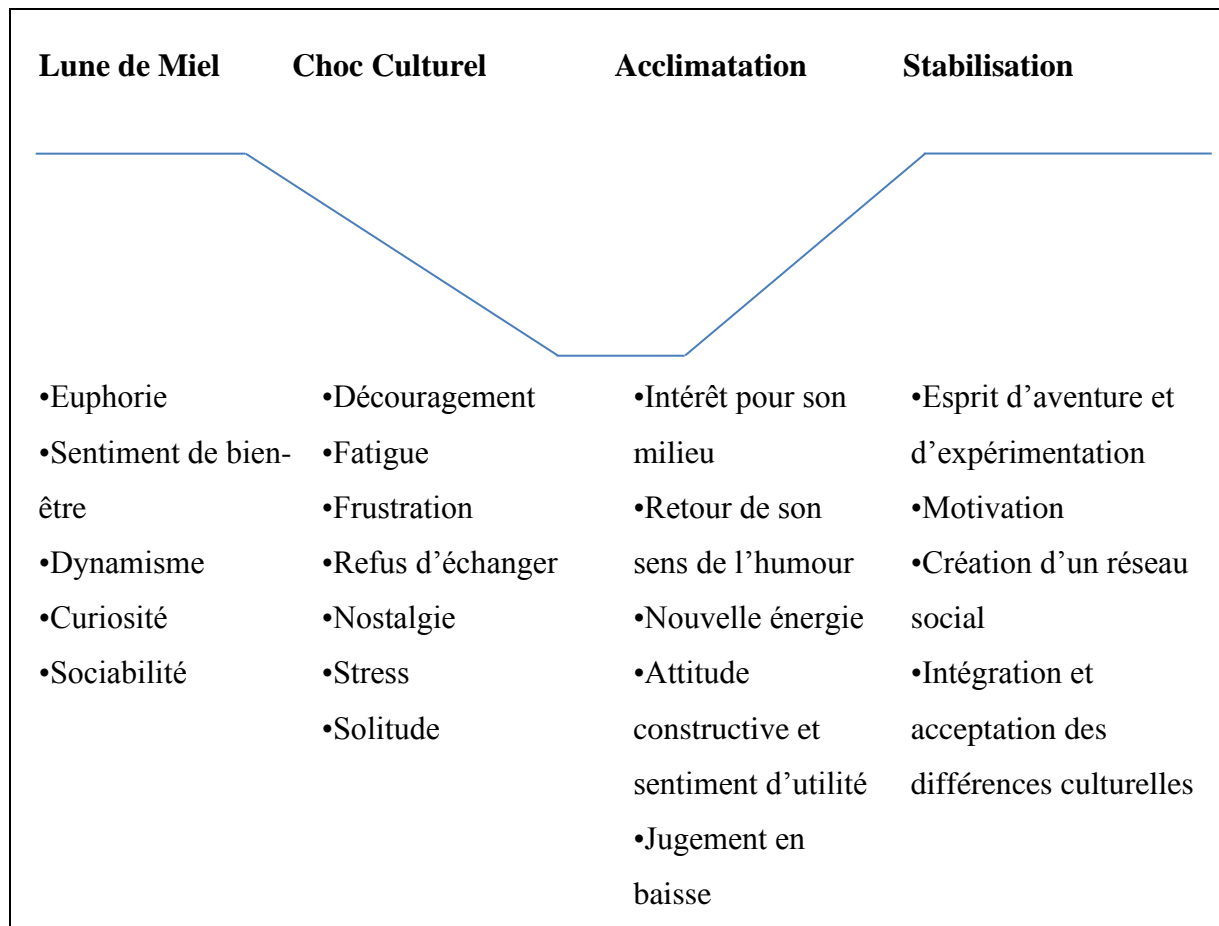 Lune de Miel Choc Culturel Acclimatation Stabilisation
•Euphorie
•Sentiment de bien-
être
•Dynamisme
•Curiosité
•Sociabilité
•Découragement
•Fatigue
•Frustration
•Refus d’échanger
•Nostalgie
•Stress
•Solitude
•Intérêt pour son
milieu
•Retour de son
sens de l’humour
•Nouvelle énergie
•Attitude
constructive et
sentiment d’utilité
•Jugement en
baisse
•Esprit d’aventure et
d’expérimentation
•Motivation
•Création d’un réseau
social
•Intégration et
acceptation des
différences culturelles